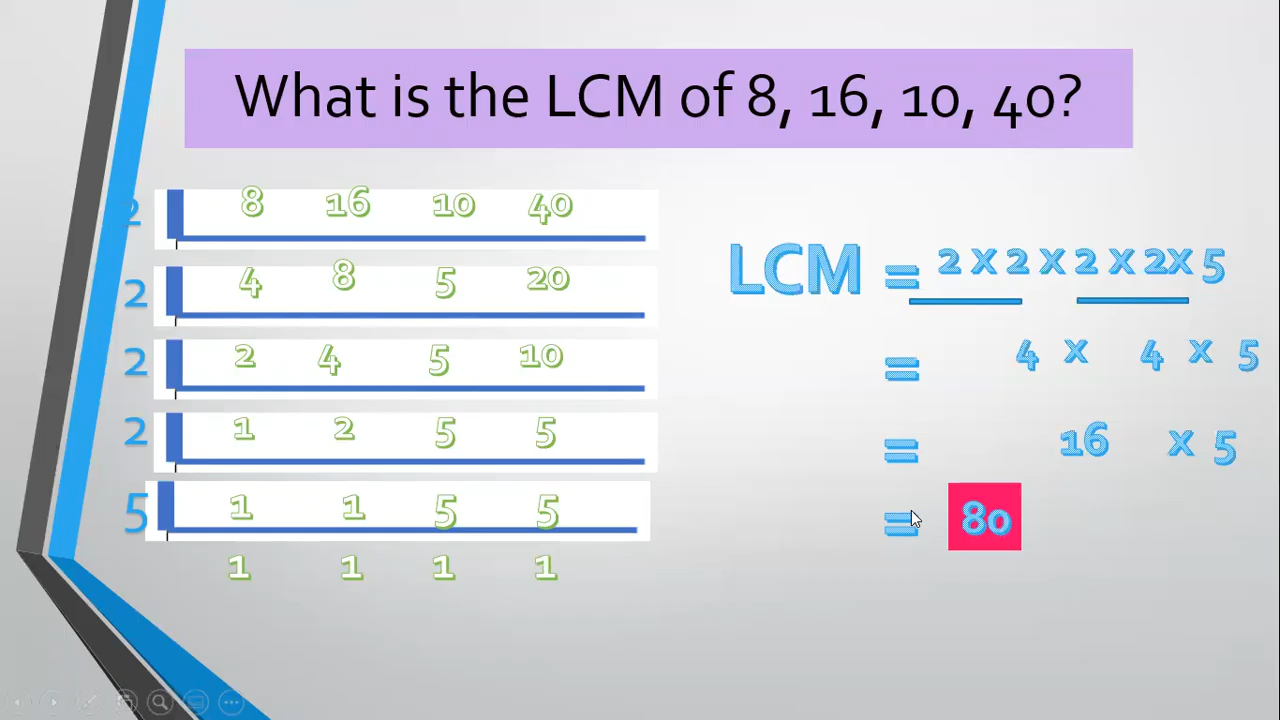 What is the LCM of 8, 16, 10, 40?
2 8 16 10 40
2 4 8 5 20
2 2 4 5 10
2 1 2 5 5
5 1 1 5 5
1 1 1 1
LCM = 2 x 2 x 2 x 2x 5
= 4 x 4 x 5
= 16 x 5
= 80